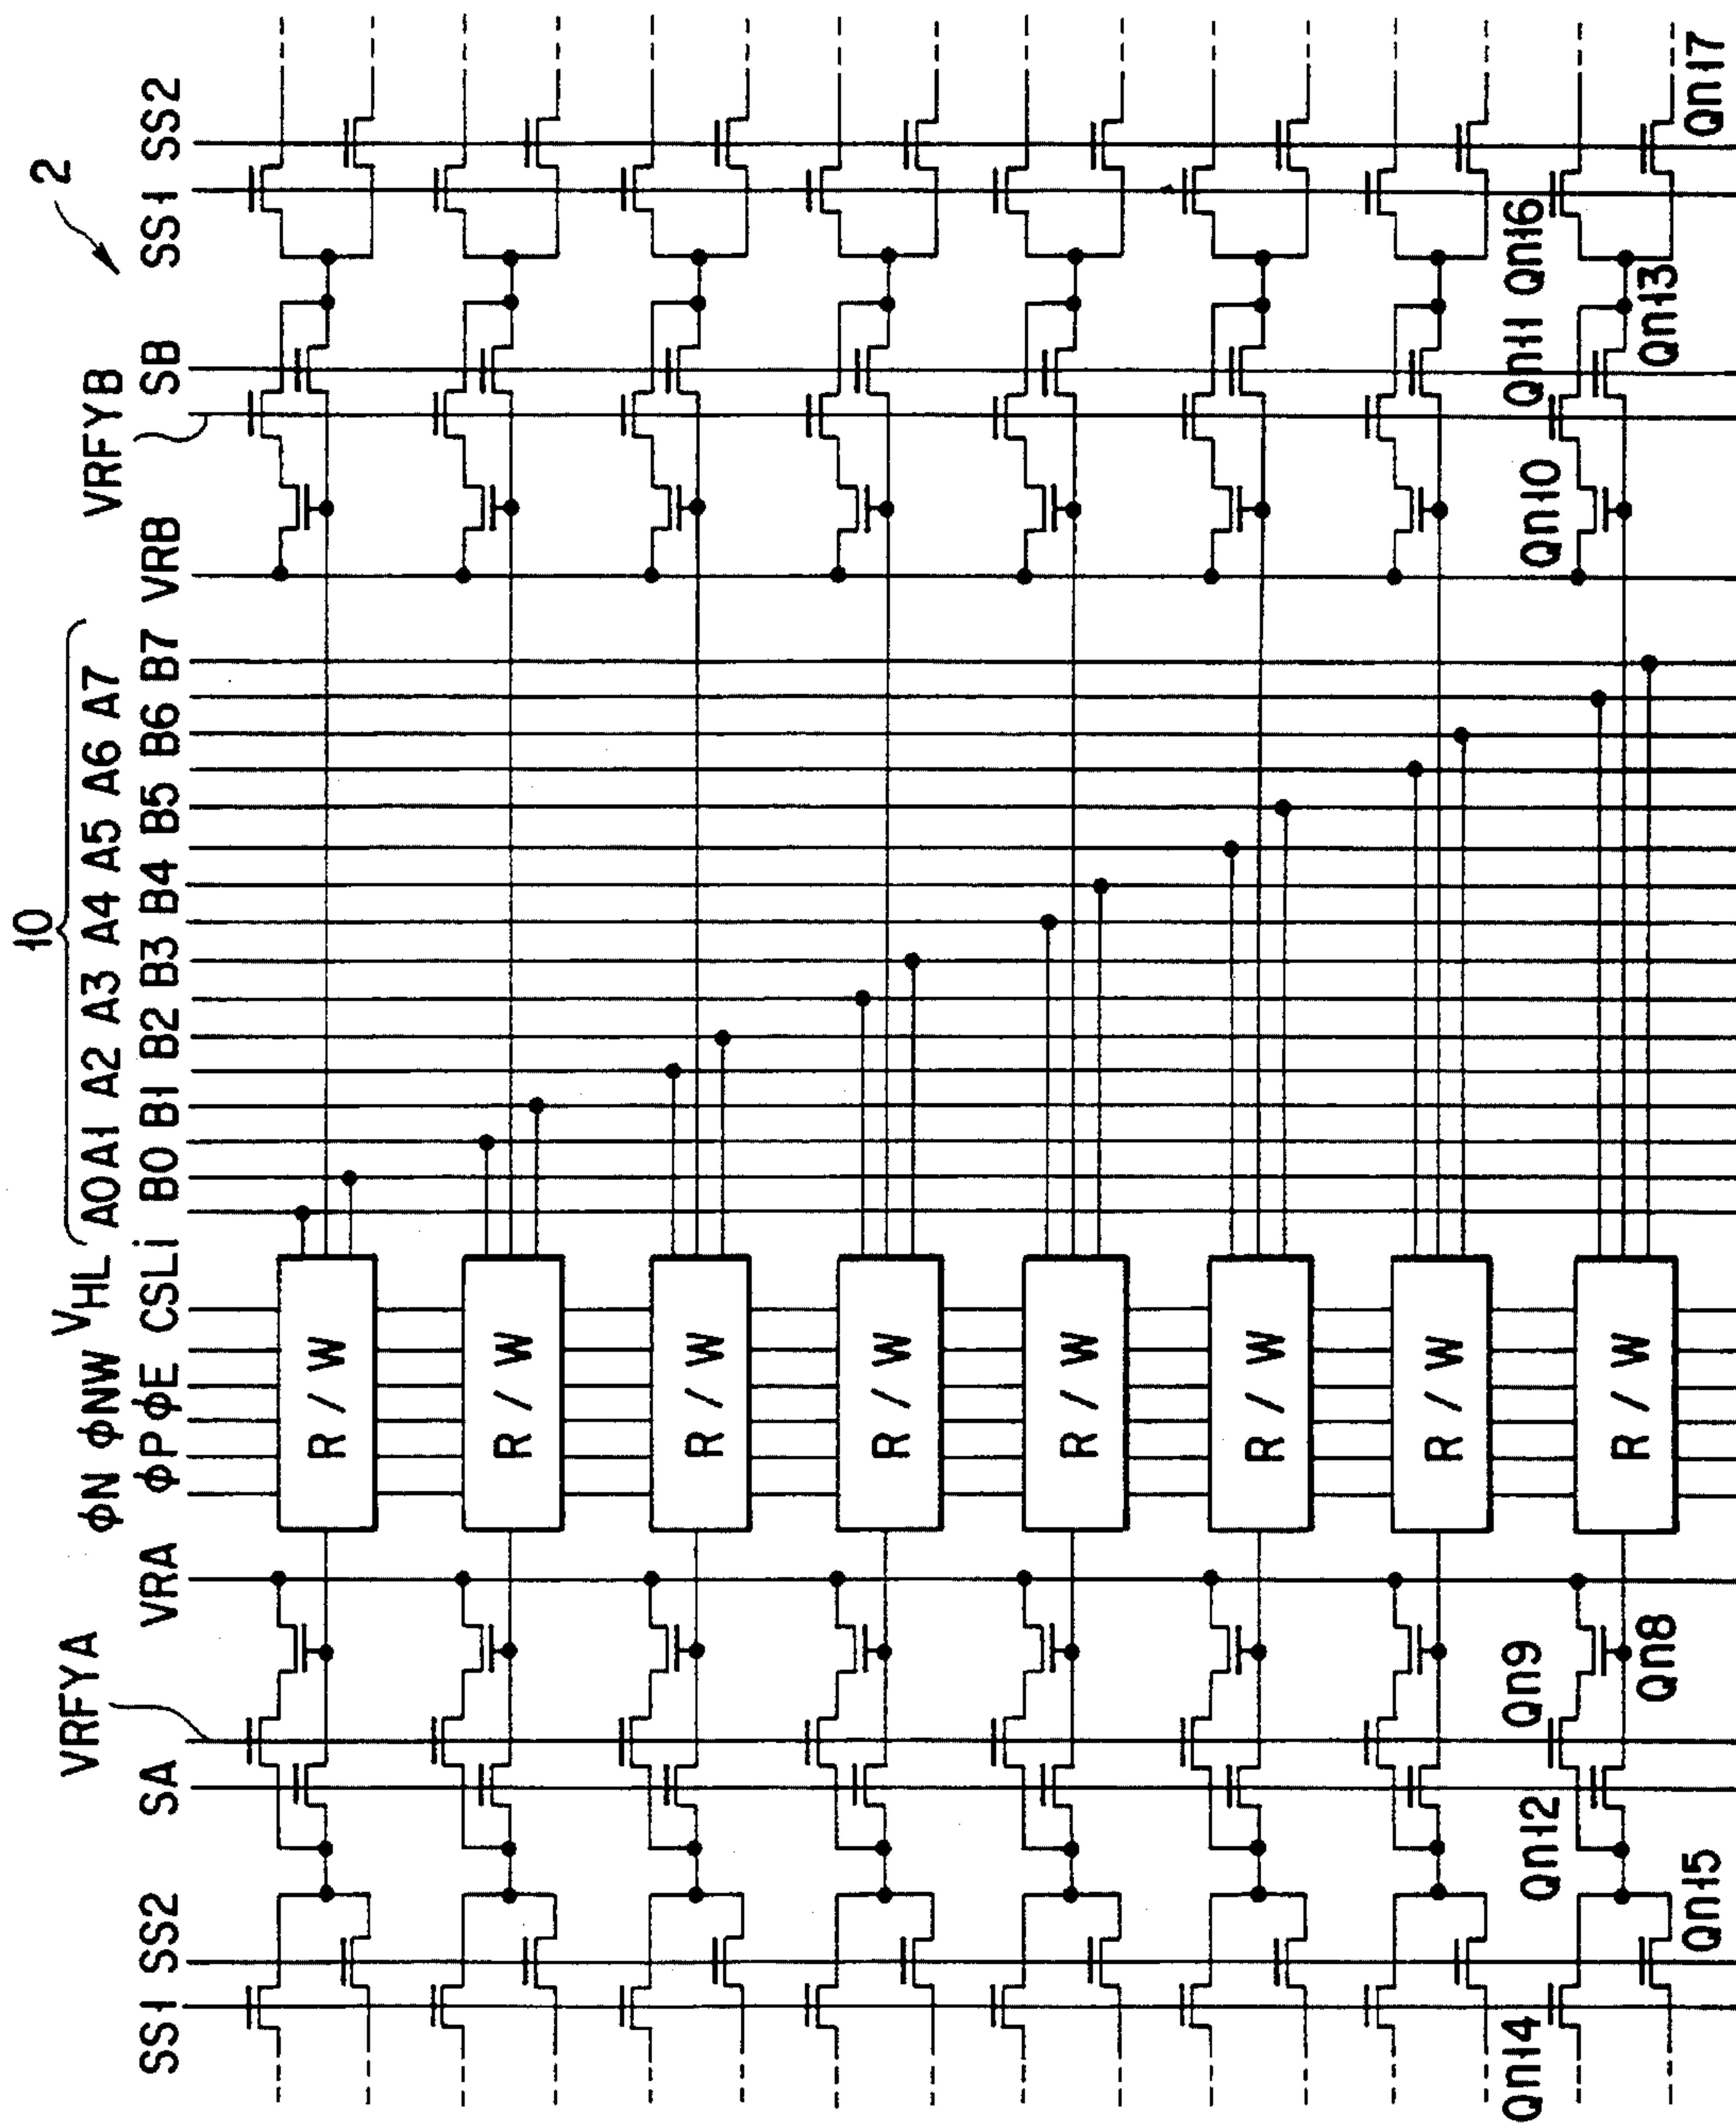 SS1 SS2 SA VRFYA VRA
ΦN ΦNW VHL
ΦP ΦE CSLi
10
A0 A1 A2 A3 A4 A5 A6 A7
B0 B1 B2 B3 B4 B5 B6 B7
VRB VRFYB SB SS1 SS2
2
R / W
R / W
R / W
R / W
R / W
R / W
R / W
R / W
Qn14 Qn12 Qn9 Qn10 Qn11 Qn16
Qn15 Qn8 Qn13 Qn17